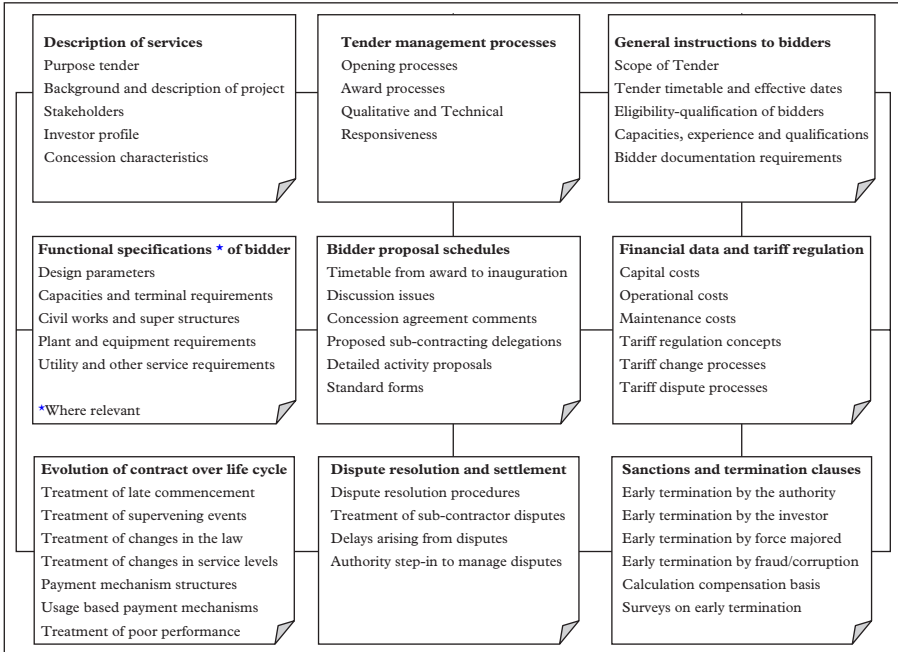 Description of services
Purpose tender
Background and description of project
Stakeholders
Investor profile
Concession characteristics
Tender management processes
Opening processes
Award processes
Qualitative and Technical
Responsiveness
General instructions to bidders
Scope of Tender
Tender timetable and effective dates
Eligibility-qualification of bidders
Capacities, experience and qualifications
Bidder documentation requirements
Functional specifications * of bidder
Design parameters
Capacities and terminal requirements
Civil works and super structures
Plant and equipment requirements
Utility and other service requirements
*Where relevant
Bidder proposal schedules
Timetable from award to inauguration
Discussion issues
Concession agreement comments
Proposed sub-contracting delegations
Detailed activity proposals
Standard forms
Financial data and tariff regulation
Capital costs
Operational costs
Maintenance costs
Tariff regulation concepts
Tariff change processes
Tariff dispute processes
Evolution of contract over life cycle
Treatment of late commencement
Treatment of supervening events
Treatment of changes in the law
Treatment of changes in service levels
Payment mechanism structures
Usage based payment mechanisms
Treatment of poor performance
Dispute resolution and settlement
Dispute resolution procedures
Treatment of sub-contractor disputes
Delays arising from disputes
Authority step-in to manage disputes
Sanctions and termination clauses
Early termination by the authority
Early termination by the investor
Early termination by force majored
Early termination by fraud/corruption
Calculation compensation basis
Surveys on early termination